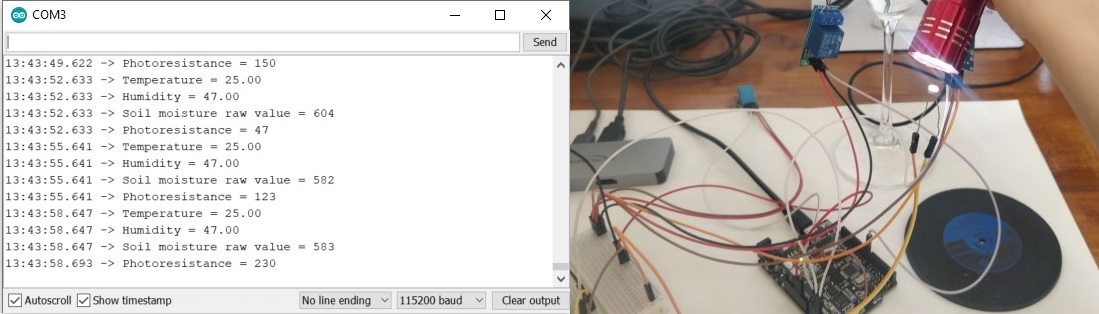 COM3
Send
13:43:49.622 -> Photoresistance = 150
13:43:52.633 -> Temperature = 25.00
13:43:52.633 -> Humidity = 47.00
13:43:52.633 -> Soil moisture raw value = 604
13:43:52.633 -> Photoresistance = 47
13:43:55.641 -> Temperature = 25.00
13:43:55.641 -> Humidity = 47.00
13:43:55.641 -> Soil moisture raw value = 582
13:43:55.641 -> Photoresistance = 123
13:43:58.647 -> Temperature = 25.00
13:43:58.647 -> Humidity = 47.00
13:43:58.647 -> Soil moisture raw value = 583
13:43:58.693 -> Photoresistance = 230
Autoscroll Show timestamp No line ending 115200 baud Clear output